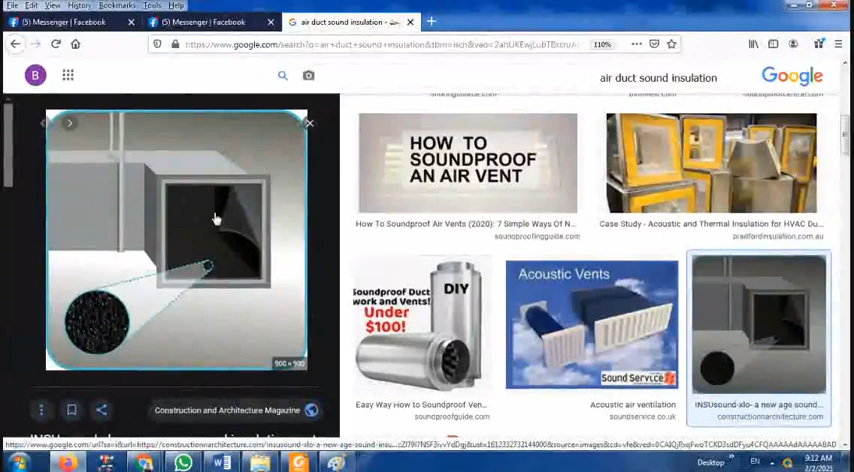 File Edit View History Bookmarks Tools Help
(5) Messenger | Facebook
(5) Messenger | Facebook
air duct sound insulation
110%
B
air duct sound insulation
Google
HOW TO
SOUNDPROOF
AN AIR VENT
How To Soundproof Air Vents (2020): 7 Simple Ways Of N...
soundproofingguide.com
Case Study - Acoustic and Thermal Insulation for HVAC Du...
bradfordinsulation.com.au
900 × 900
Soundproof Duct
work and Vents!
Under
$100!
DIY
Acoustic Vents
Sound Service
Easy Way How to Soundproof Ven...
soundproofguide.com
Acoustic air ventilation
soundservice.co.uk
INSUsound-xlo- a new age sound...
constructionarchitecture.com
Construction and Architecture Magazine
Desktop
EN
9:12 AM
2/2/2021